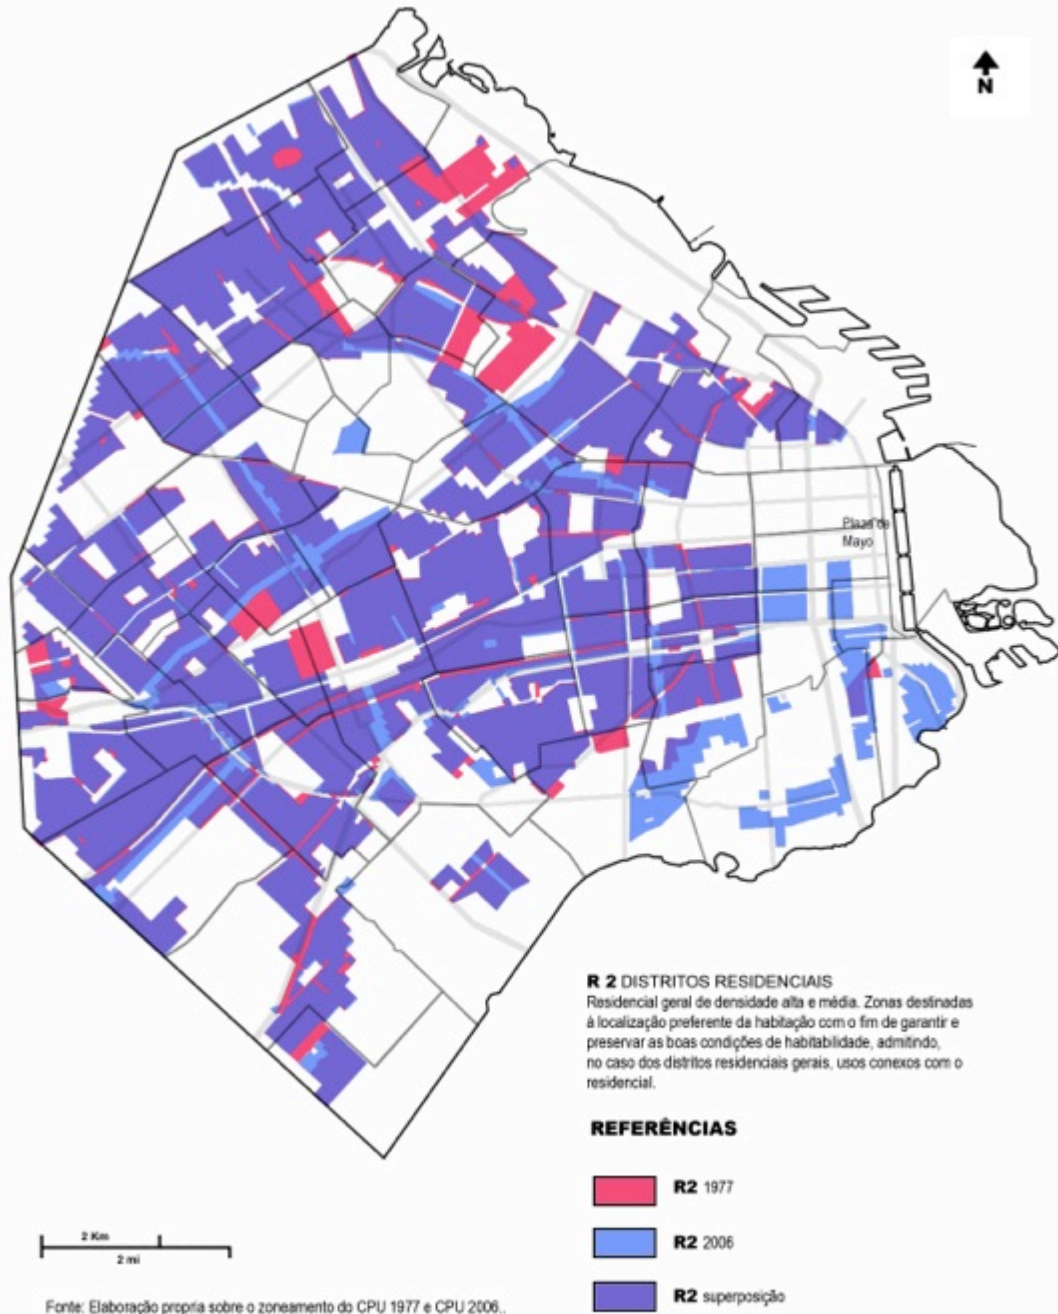 N
Plaza de
Mayo
R 2 DISTRITOS RESIDENCIAIS
Residencial geral de densidade alta e média. Zonas destinadas
à localização preferente da habitação com o fim de garantir e
preservar as boas condições de habitabilidade, admitindo,
no caso dos distritos residenciais gerais, usos conexos com o
residencial.
REFERÊNCIAS
R2 1977
R2 2006
R2 superposição
2 Km
2 mi
Fonte: Elaboração propria sobre o zoneamento do CPU 1977 e CPU 2006..